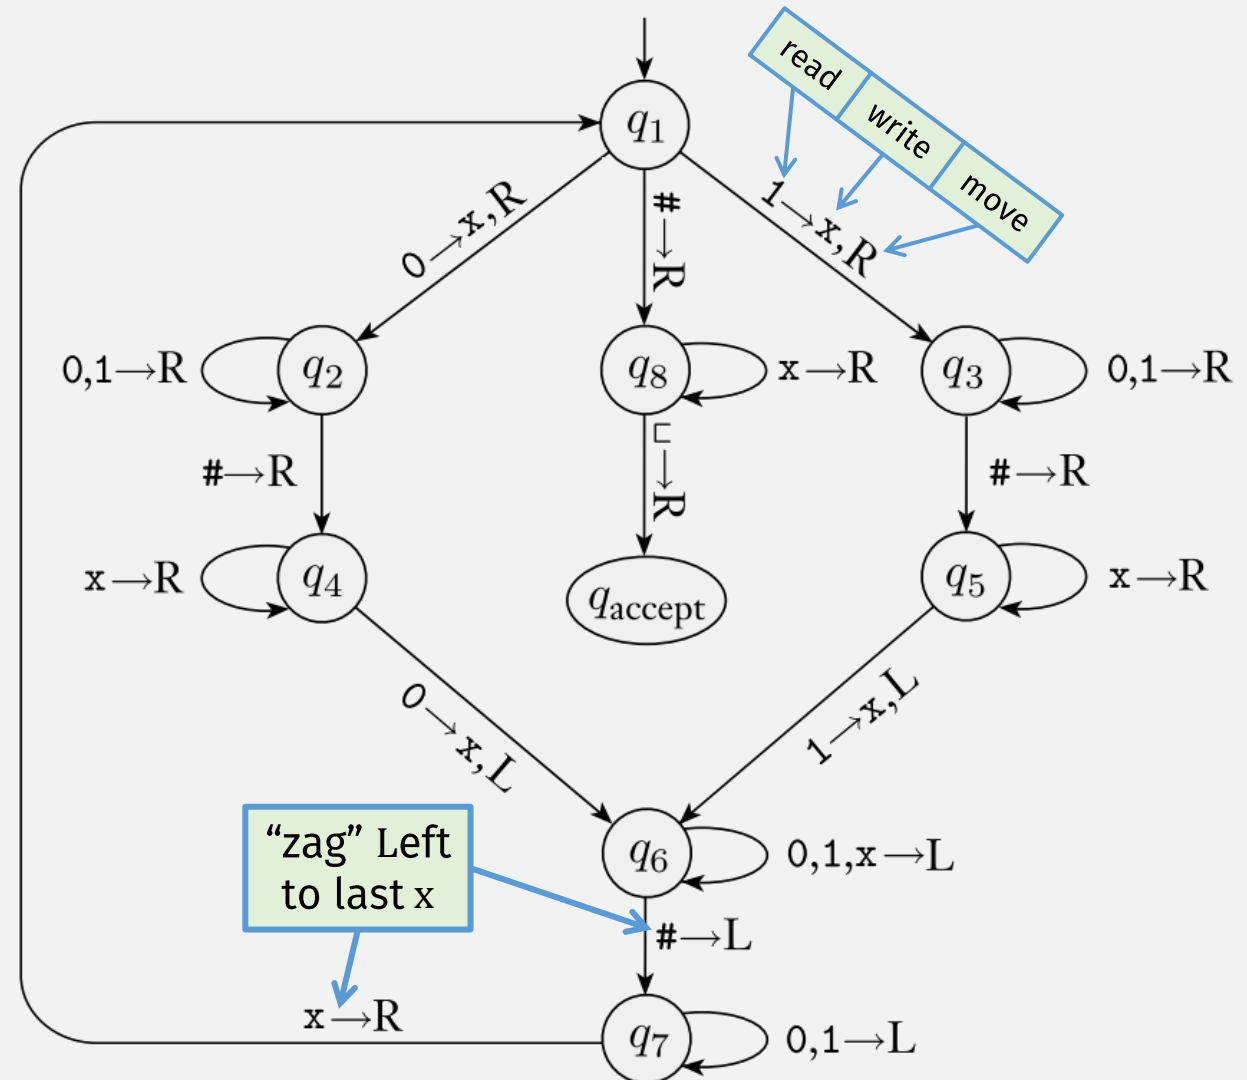 read
write
move
q₁
0→x,R
#→R
1→x,R
0,1→R
q₂
q₈
x→R
q₃
0,1→R
#→R
⊔→R
#→R
x→R
q₄
q_accept
q₅
x→R
0→x,L
1→x,L
“zag” Left
to last x
q₆
0,1,x→L
#→L
x→R
q₇
0,1→L